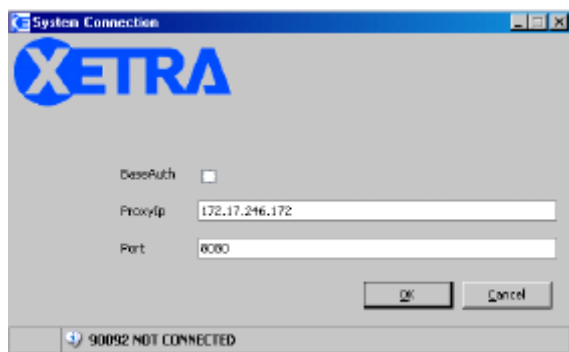 System Connection
XETRA
BaseAuth
ProxyIp 172.17.246.172
Port 8080
OK Cancel
90092 NOT CONNECTED